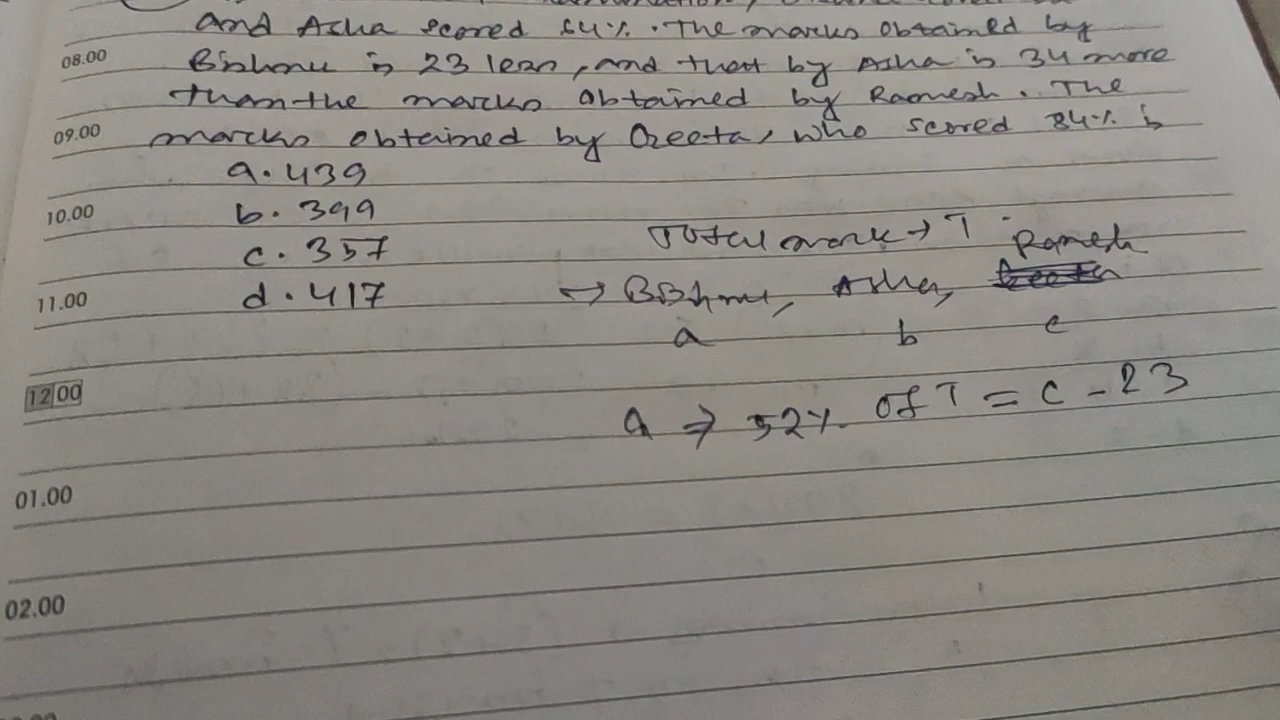 and Asha scored 64%. The marks obtained by
08.00
Bishnu is 23 less, and that by Asha is 34 more
than the marks obtained by Ramesh. The
09.00
marks obtained by Geeta, who scored 84% is
a. 439
10.00
b. 399
c. 357
Total mark → T
Ramesh
11.00
d. 417
→ Bishnu, Asha,
a b c
12 00
a ⇒ 52% of T = c - 23
01.00
02.00